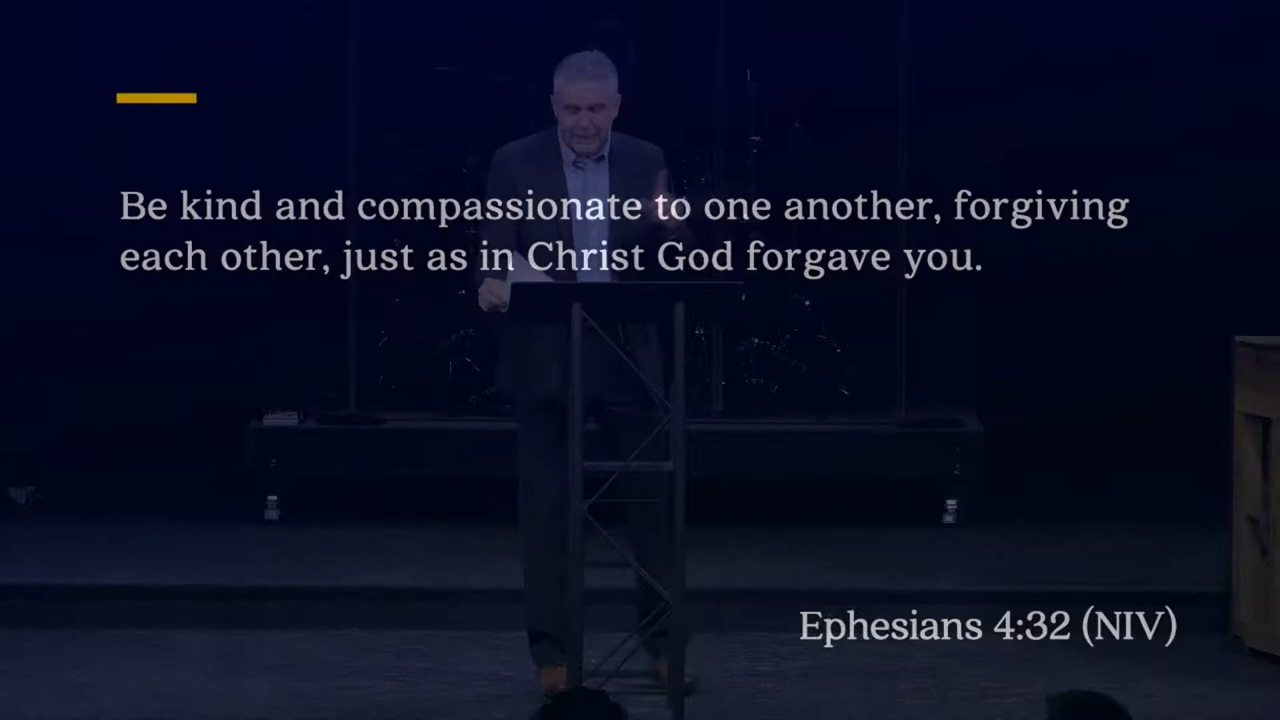 Be kind and compassionate to one another, forgiving
each other, just as in Christ God forgave you.
Ephesians 4:32 (NIV)